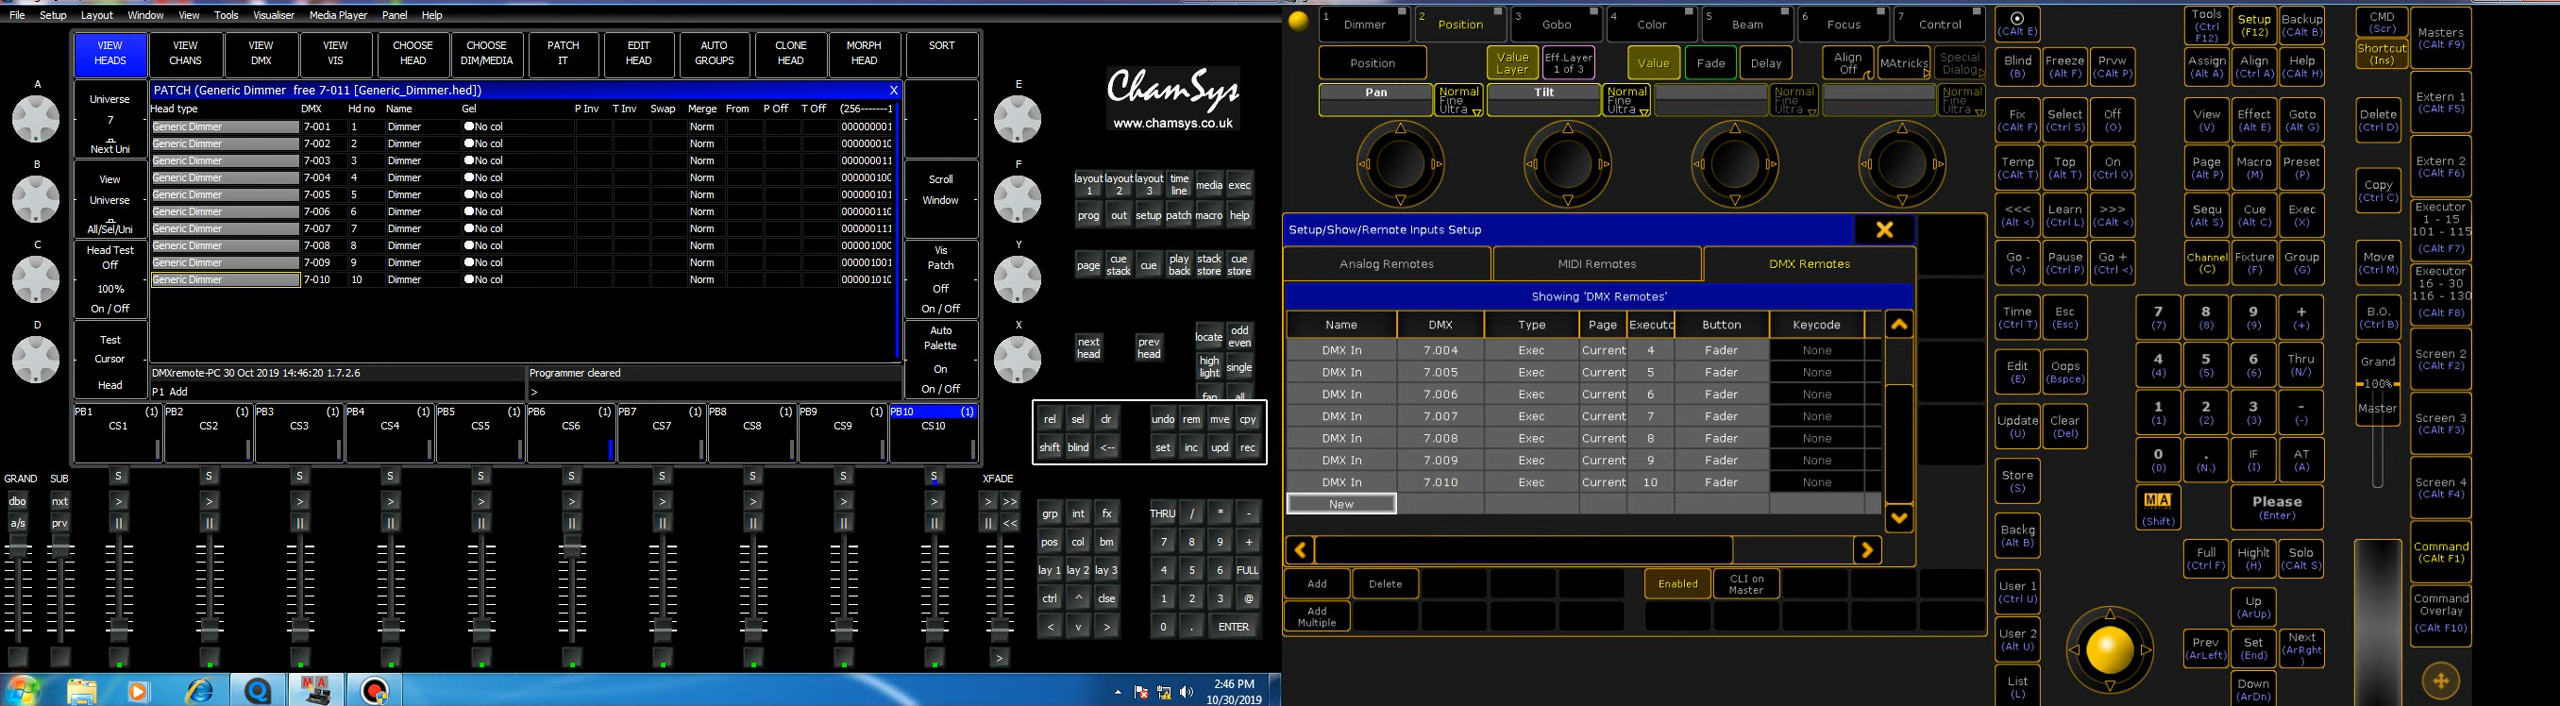 File Setup Layout Window View Tools Visualiser Media Player Panel Help
VIEW HEADS
VIEW CHANS
VIEW DMX
VIEW VIS
CHOOSE HEAD
CHOOSE DIM/MEDIA
PATCH IT
EDIT HEAD
AUTO GROUPS
CLONE HEAD
MORPH HEAD
SORT
PATCH (Generic Dimmer free 7-011 [Generic_Dimmer.hed]) X
Head type DMX Hd no Name Gel P Inv T Inv Swap Merge From P Off T Off (256-------1
Generic Dimmer 7-001 1 Dimmer No col Norm 000000001
Generic Dimmer 7-002 2 Dimmer No col Norm 000000010
Generic Dimmer 7-003 3 Dimmer No col Norm 000000011
Generic Dimmer 7-004 4 Dimmer No col Norm 000000100
Generic Dimmer 7-005 5 Dimmer No col Norm 000000101
Generic Dimmer 7-006 6 Dimmer No col Norm 000000110
Generic Dimmer 7-007 7 Dimmer No col Norm 000000111
Generic Dimmer 7-008 8 Dimmer No col Norm 000001000
Generic Dimmer 7-009 9 Dimmer No col Norm 000001001
Generic Dimmer 7-010 10 Dimmer No col Norm 000001010
A
B
C
D
Universe
7
Next Uni
View
Universe
All/Sel/Uni
Head Test
Off
100%
On / Off
Test
Cursor
Head
Scroll
Window
Vis
Patch
Off
On / Off
Auto
Palette
On
On / Off
DMXremote-PC 30 Oct 2019 14:46:20 1.7.2.6 Programmer cleared
P1 Add >
PB1 (1) PB2 (1) PB3 (1) PB4 (1) PB5 (1) PB6 (1) PB7 (1) PB8 (1) PB9 (1) PB10 (1)
CS1 CS2 CS3 CS4 CS5 CS6 CS7 CS8 CS9 CS10
GRAND SUB S S S S S S S S S S XFADE
dbo nxt > > > > > > > > > > > >>
a/s prv || || || || || || || || || || || <<
>
E
F
Y
X
ChamSys
www.chamsys.co.uk
layout 1 layout 2 layout 3 time line media exec
prog out setup patch macro help
page cue stack cue play back stack store cue store
next head prev head locate odd even
high light single
fan all
rel sel clr undo rem mve cpy
shift blind <-- set inc upd rec
grp int fx THRU / * -
pos col bm 7 8 9 +
lay 1 lay 2 lay 3 4 5 6 FULL
ctrl ^ clse 1 2 3 @
< v > 0 . ENTER
2:46 PM
10/30/2019
1 Dimmer 2 Position 3 Gobo 4 Color 5 Beam 6 Focus 7 Control
Position
Value Layer
Eff.Layer 1 of 3
Value
Fade
Delay
Align Off
MAtricks
Special Dialog
Pan
Normal Fine Ultra
Tilt
Normal Fine Ultra
Normal Fine Ultra
Normal Fine Ultra
Setup/Show/Remote Inputs Setup
Analog Remotes MIDI Remotes DMX Remotes
Showing 'DMX Remotes'
Name DMX Type Page Executo Button Keycode
DMX In 7.004 Exec Current 4 Fader None
DMX In 7.005 Exec Current 5 Fader None
DMX In 7.006 Exec Current 6 Fader None
DMX In 7.007 Exec Current 7 Fader None
DMX In 7.008 Exec Current 8 Fader None
DMX In 7.009 Exec Current 9 Fader None
DMX In 7.010 Exec Current 10 Fader None
New
Add
Delete
Enabled
CLI on Master
Add Multiple
(CAlt E)
Tools (Ctrl F12)
Setup (F12)
Backup (CAlt B)
CMD (Scr)
Shortcut (Ins)
Masters (CAlt F9)
Blind (B)
Freeze (Alt F)
Prvw (CAlt P)
Assign (Alt A)
Align (Ctrl A)
Help (CAlt H)
Extern 1 (CAlt F5)
Fix (CAlt F)
Select (Ctrl S)
Off (O)
View (V)
Effect (Alt E)
Goto (Alt G)
Delete (Ctrl D)
Temp (CAlt T)
Top (Alt T)
On (Ctrl O)
Page (Alt P)
Macro (M)
Preset (P)
Copy (Ctrl C)
Extern 2 (CAlt F6)
<<< (Alt <)
Learn (Ctrl L)
>>> (CAlt <)
Sequ (Alt S)
Cue (Alt C)
Exec (X)
Executor 1 - 15 101 - 115 (CAlt F7)
Go - (<)
Pause (Ctrl P)
Go + (Ctrl <)
Channel (C)
Fixture (F)
Group (G)
Move (Ctrl M)
Executor 16 - 30 116 - 130 (CAlt F8)
Time (Ctrl T)
Esc (Esc)
7 (7)
8 (8)
9 (9)
+ (+)
B.O. (Ctrl B)
Edit (E)
Oops (Bspce)
4 (4)
5 (5)
6 (6)
Thru (N/)
Grand
100%
Master
Screen 2 (CAlt F2)
Update (U)
Clear (Del)
1 (1)
2 (2)
3 (3)
- (-)
Screen 3 (CAlt F3)
Store (S)
0 (0)
. (N.)
IF (I)
AT (A)
Screen 4 (CAlt F4)
MA (Shift)
Please (Enter)
Backg (Alt B)
Full (Ctrl F)
Highlt (H)
Solo (CAlt S)
Command (CAlt F1)
User 1 (Ctrl U)
Up (ArUp)
Command Overlay (CAlt F10)
User 2 (Alt U)
Prev (ArLeft)
Set (End)
Next (ArRght)
List (L)
Down (ArDn)